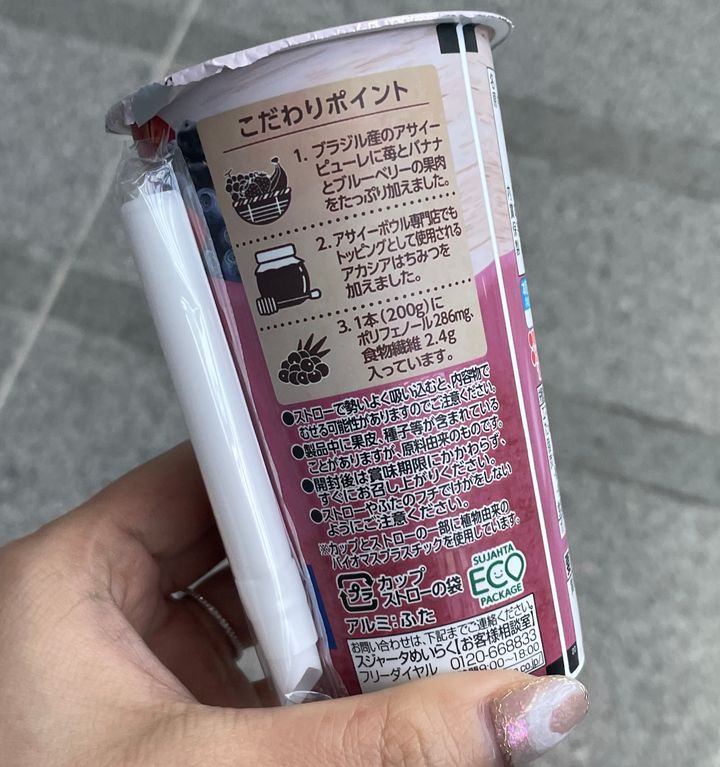 こだわりポイント
1. ブラジル産のアサイー
ピューレに苺とバナナ
とブルーベリーの果肉
をたっぷり加えました。
2. アサイーボウル専門店でも
トッピングとして使用される
アカシアはちみつを
加えました。
3. 1本(200g)に
ポリフェノール286mg、
食物繊維 2.4g
入っています。
●ストローで勢いよく吸い込むと、内容物で
むせる可能性がありますのでご注意ください。
●製品中に果皮、種子等が含まれている
ことがありますが、原料由来のものです。
●開封後は賞味期限にかかわらず、
すぐにお召し上がりください。
●ストローやふたのフチでけがをしない
ようにご注意ください。
※カップとストローの一部に植物由来の
バイオマスプラスチックを使用しています。
プラ
カップ
ストローの袋
アルミ:ふた
SUJAHTA
ECO
PACKAGE
お問い合わせは、下記までご連絡ください。
スジャータめいらく[お客様相談室]
フリーダイヤル 0120-668833
9:00~18:00
.co.jp/